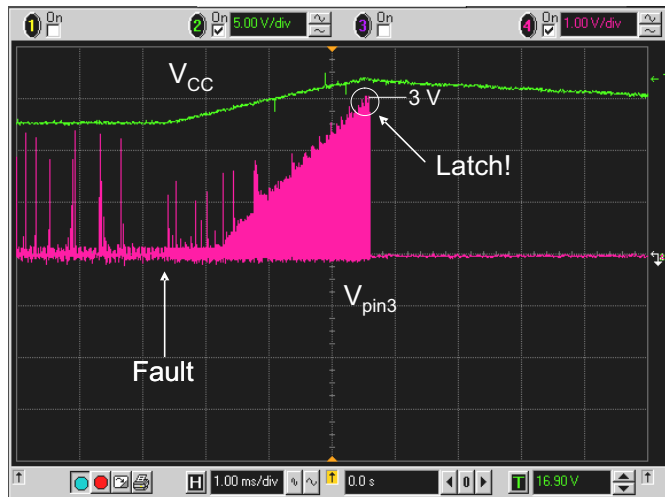 1 On 2 On 5.00 V/div 3 On 4 On 1.00 V/div
VCC
3 V
Latch!
Vpin3
Fault
H 1.00 ms/div 0.0 s 0 T 16.90 V